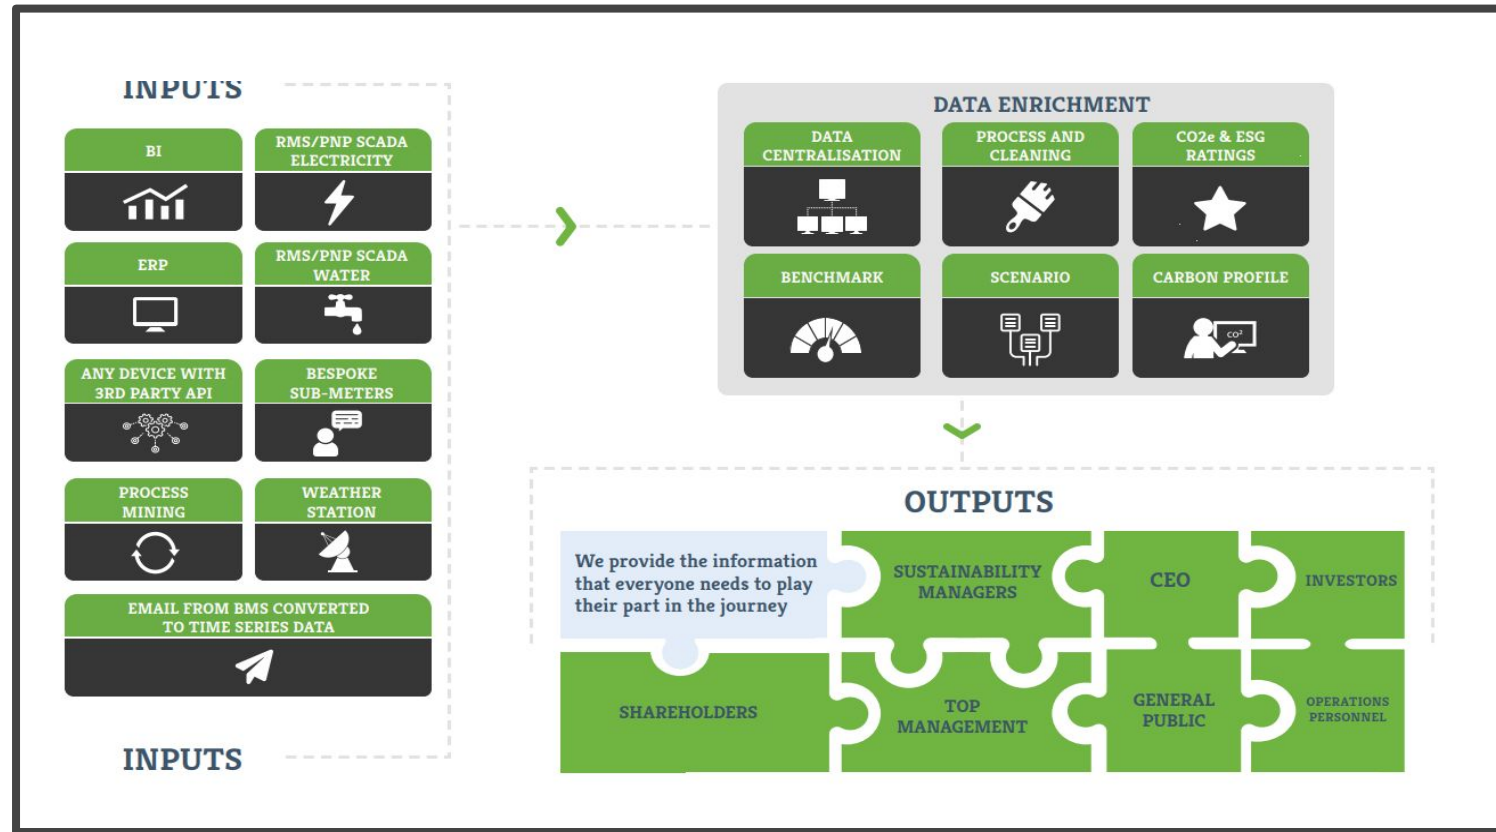 INPUTS
BI
RMS/PNP SCADA
ELECTRICITY
ERP
RMS/PNP SCADA
WATER
ANY DEVICE WITH
3RD PARTY API
BESPOKE
SUB-METERS
PROCESS
MINING
WEATHER
STATION
EMAIL FROM BMS CONVERTED
TO TIME SERIES DATA
INPUTS
DATA ENRICHMENT
DATA
CENTRALISATION
PROCESS AND
CLEANING
CO2e & ESG
RATINGS
BENCHMARK
SCENARIO
CARBON PROFILE
CO²
OUTPUTS
We provide the information
that everyone needs to play
their part in the journey
SUSTAINABILITY
MANAGERS
CEO
INVESTORS
SHAREHOLDERS
TOP
MANAGEMENT
GENERAL
PUBLIC
OPERATIONS
PERSONNEL